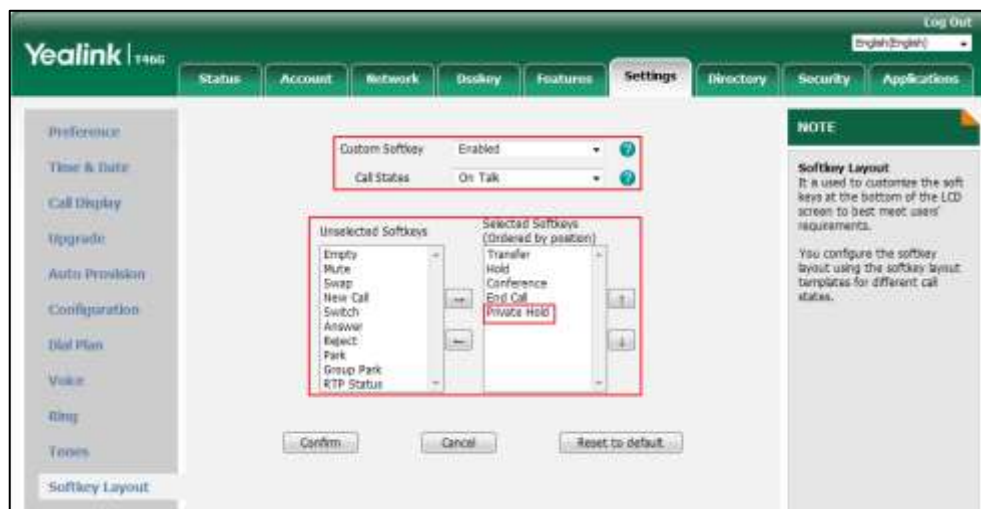 Log Out
English(English)
Yealink T46G
Status Account Network Dsskey Features Settings Directory Security Applications
Preference
Time & Date
Call Display
Upgrade
Auto Provision
Configuration
Dial Plan
Voice
Ring
Tones
Softkey Layout
Custom Softkey Enabled
Call States On Talk
Unselected Softkeys
Empty
Mute
Swap
New Call
Switch
Answer
Reject
Park
Group Park
RTP Status
Selected Softkeys
(Ordered by position)
Transfer
Hold
Conference
End Call
Private Hold
Confirm Cancel Reset to default
NOTE
Softkey Layout
It is used to customize the soft
keys at the bottom of the LCD
screen to best meet users'
requirements.
You configure the softkey
layout using the softkey layout
templates for different call
states.